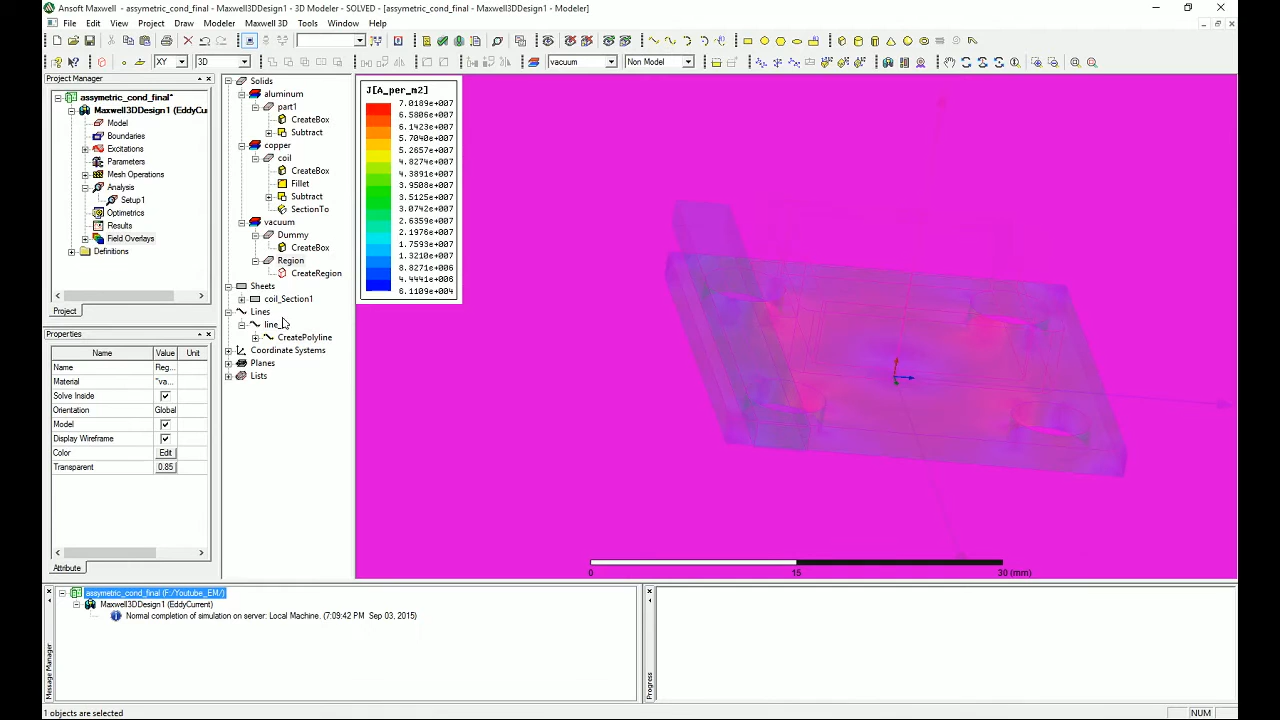 Ansoft Maxwell - assymetric_cond_final - Maxwell3DDesign1 - 3D Modeler - SOLVED - [assymetric_cond_final - Maxwell3DDesign1 - Modeler]
File Edit View Project Draw Modeler Maxwell 3D Tools Window Help
XY 3D vacuum Non Model
Project Manager
assymetric_cond_final*
Maxwell3DDesign1 (EddyCur
Model
Boundaries
Excitations
Parameters
Mesh Operations
Analysis
Setup1
Optimetrics
Results
Field Overlays
Definitions
Project
Properties
Name Value Unit
Name Reg...
Material "va...
Solve Inside
Orientation Global
Model
Display Wireframe
Color Edit
Transparent 0.85
Attribute
Solids
aluminum
part1
CreateBox
Subtract
copper
coil
CreateBox
Fillet
Subtract
SectionTo
vacuum
Dummy
CreateBox
Region
CreateRegion
Sheets
coil_Section1
Lines
line_
CreatePolyline
Coordinate Systems
Planes
Lists
J[A_per_m2]
7.0189e+007
6.5806e+007
6.1423e+007
5.7040e+007
5.2657e+007
4.8274e+007
4.3891e+007
3.9508e+007
3.5125e+007
3.0742e+007
2.6359e+007
2.1976e+007
1.7593e+007
1.3210e+007
8.8271e+006
4.4441e+006
6.1109e+004
0 15 30 (mm)
assymetric_cond_final (F:/Youtube_EM/)
Maxwell3DDesign1 (EddyCurrent)
Normal completion of simulation on server: Local Machine. (7:09:42 PM Sep 03, 2015)
Message Manager
Progress
1 objects are selected
NUM